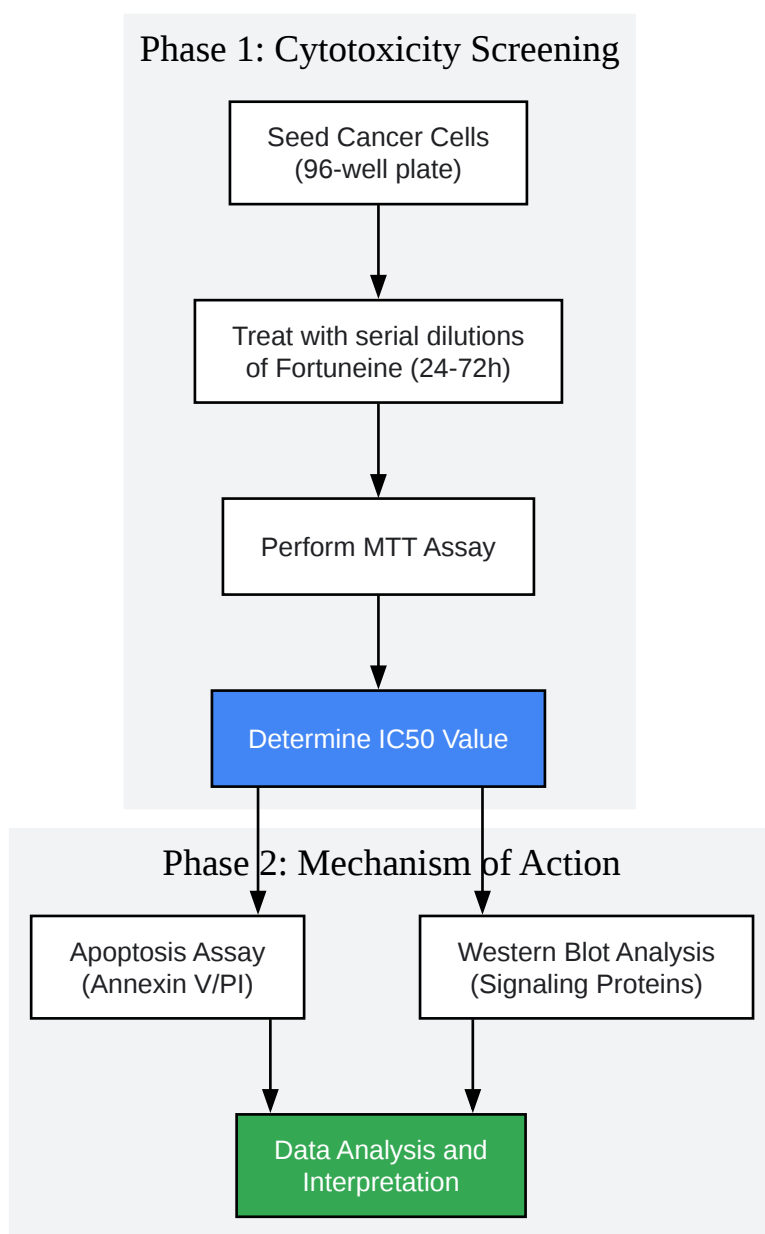 Phase 1: Cytotoxicity Screening
Seed Cancer Cells
(96-well plate)
Treat with serial dilutions
of Fortuneine (24-72h)
Perform MTT Assay
Determine IC50 Value
Phase 2: Mechanism of Action
Apoptosis Assay
(Annexin V/PI)
Western Blot Analysis
(Signaling Proteins)
Data Analysis and
Interpretation